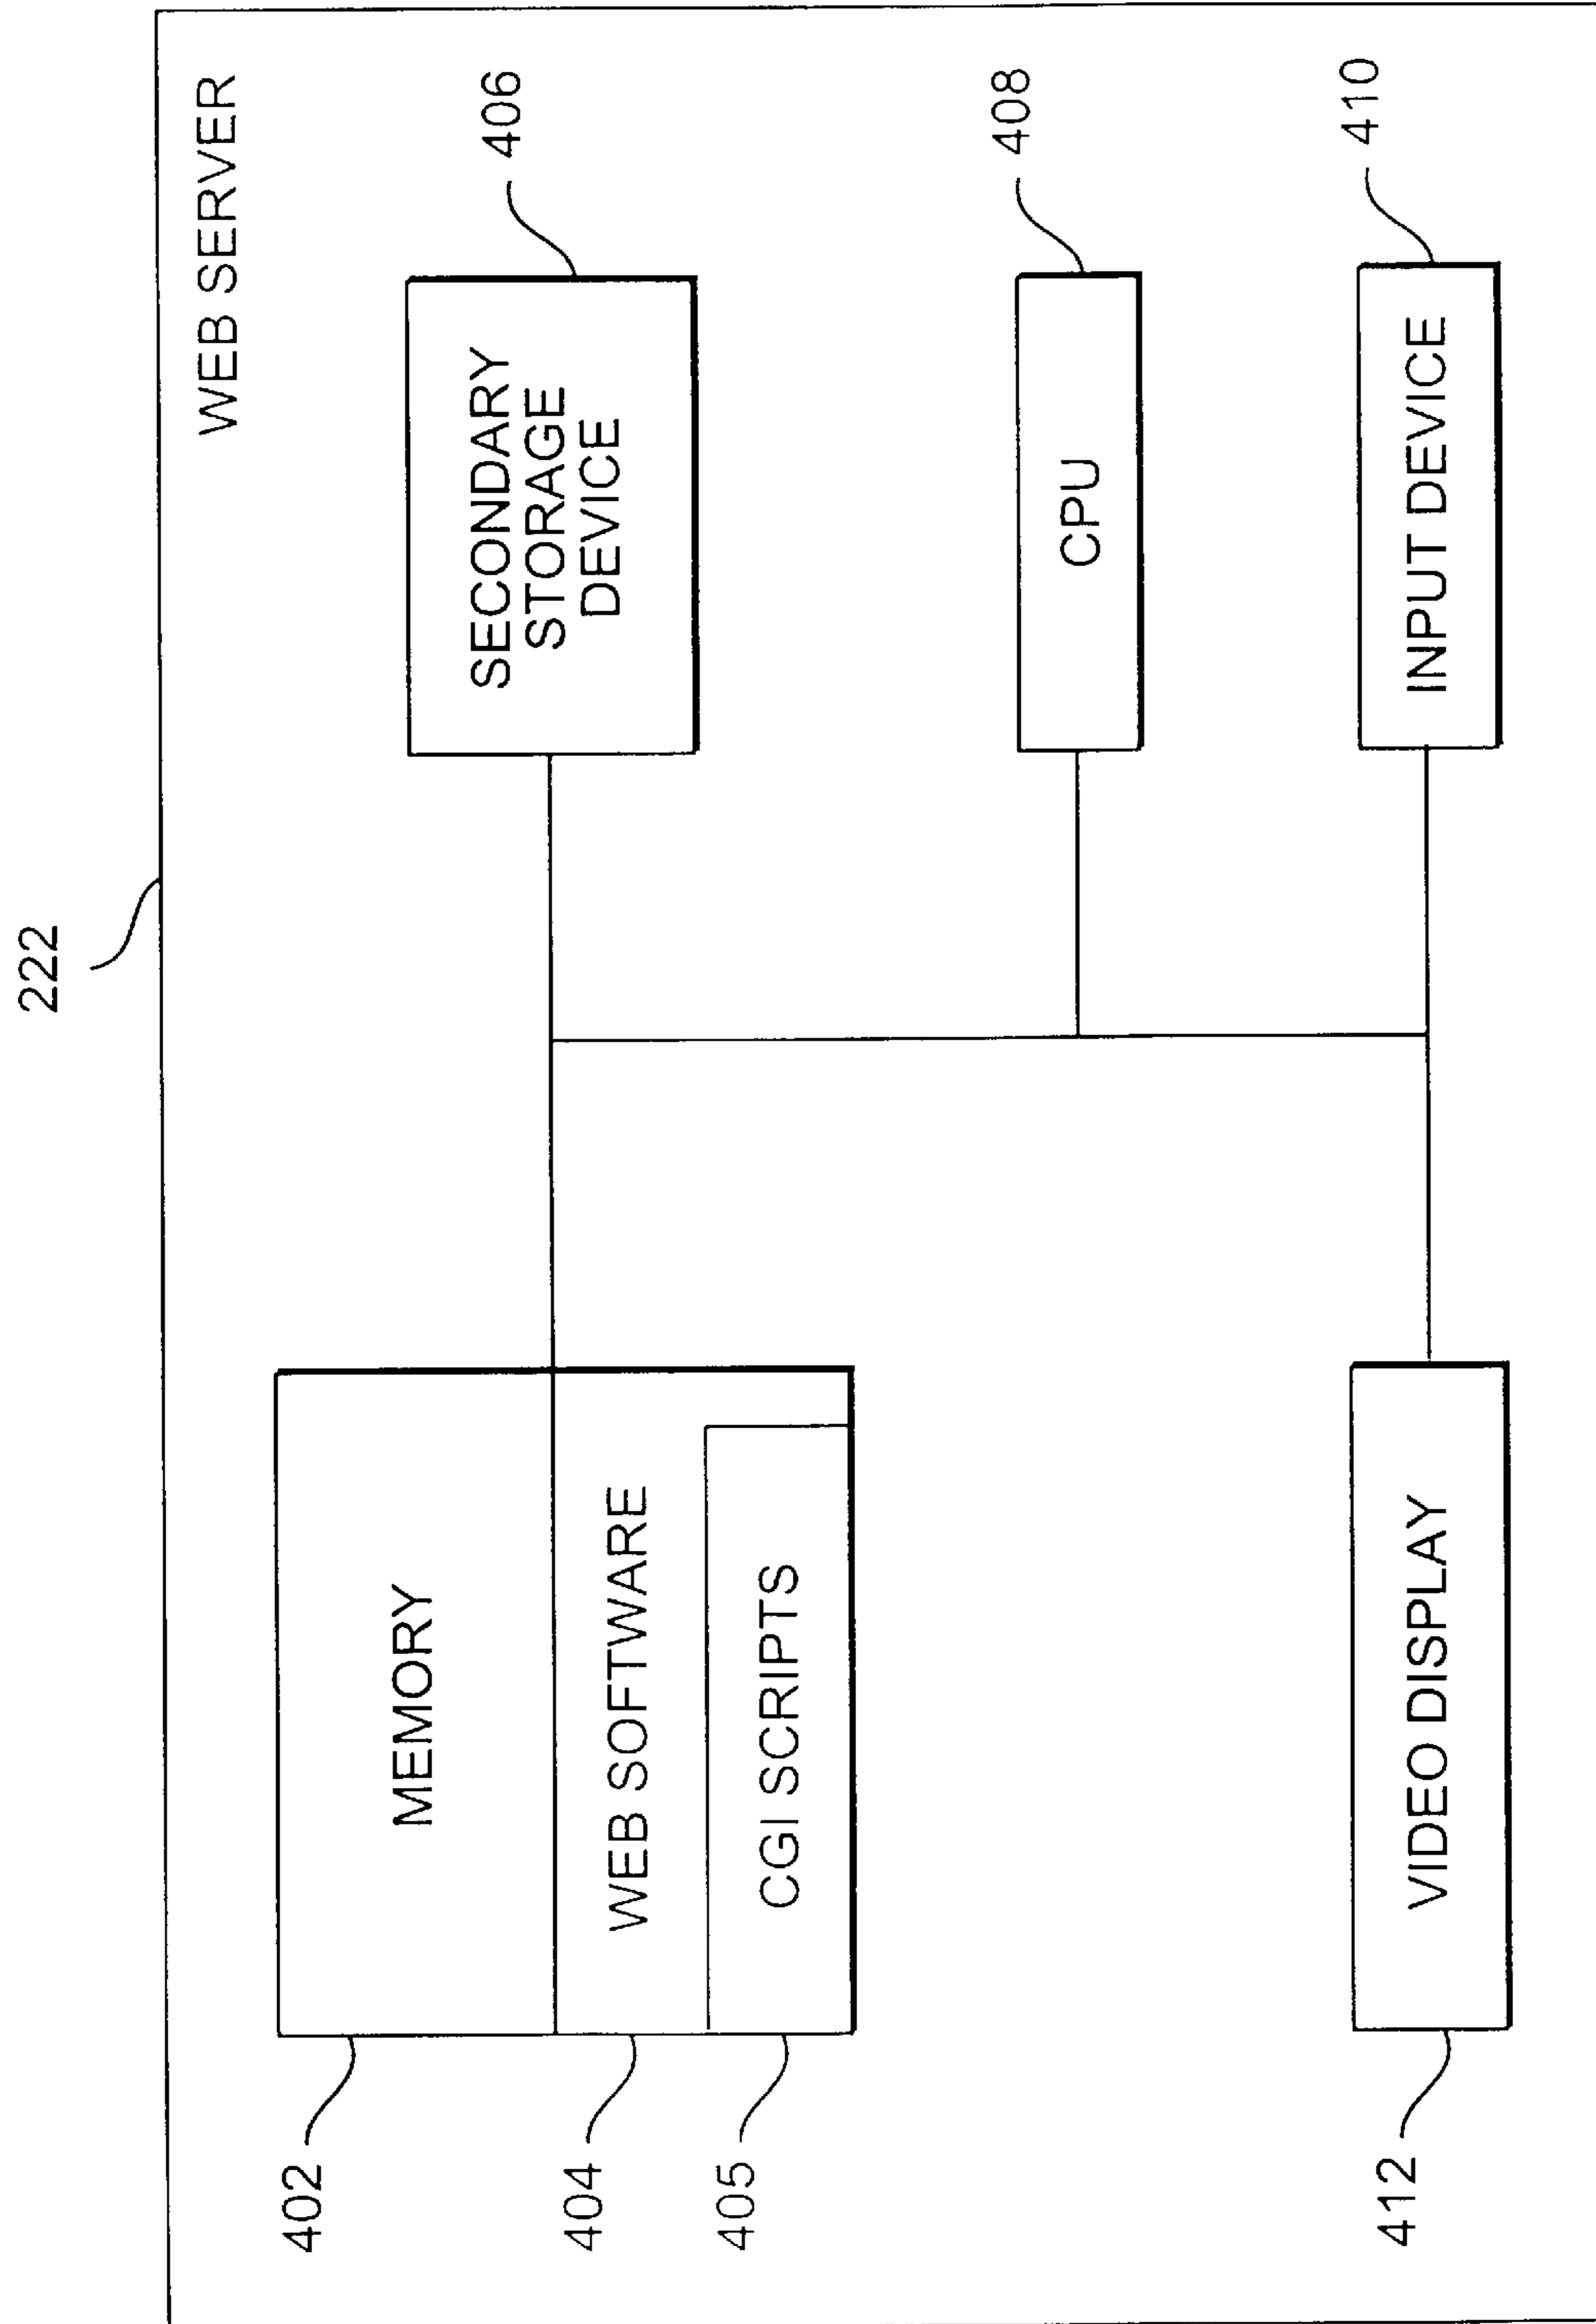 222
WEB SERVER
402
MEMORY
404
WEB SOFTWARE
405
CGI SCRIPTS
SECONDARY
STORAGE
DEVICE
406
CPU
408
412
VIDEO DISPLAY
INPUT DEVICE
410